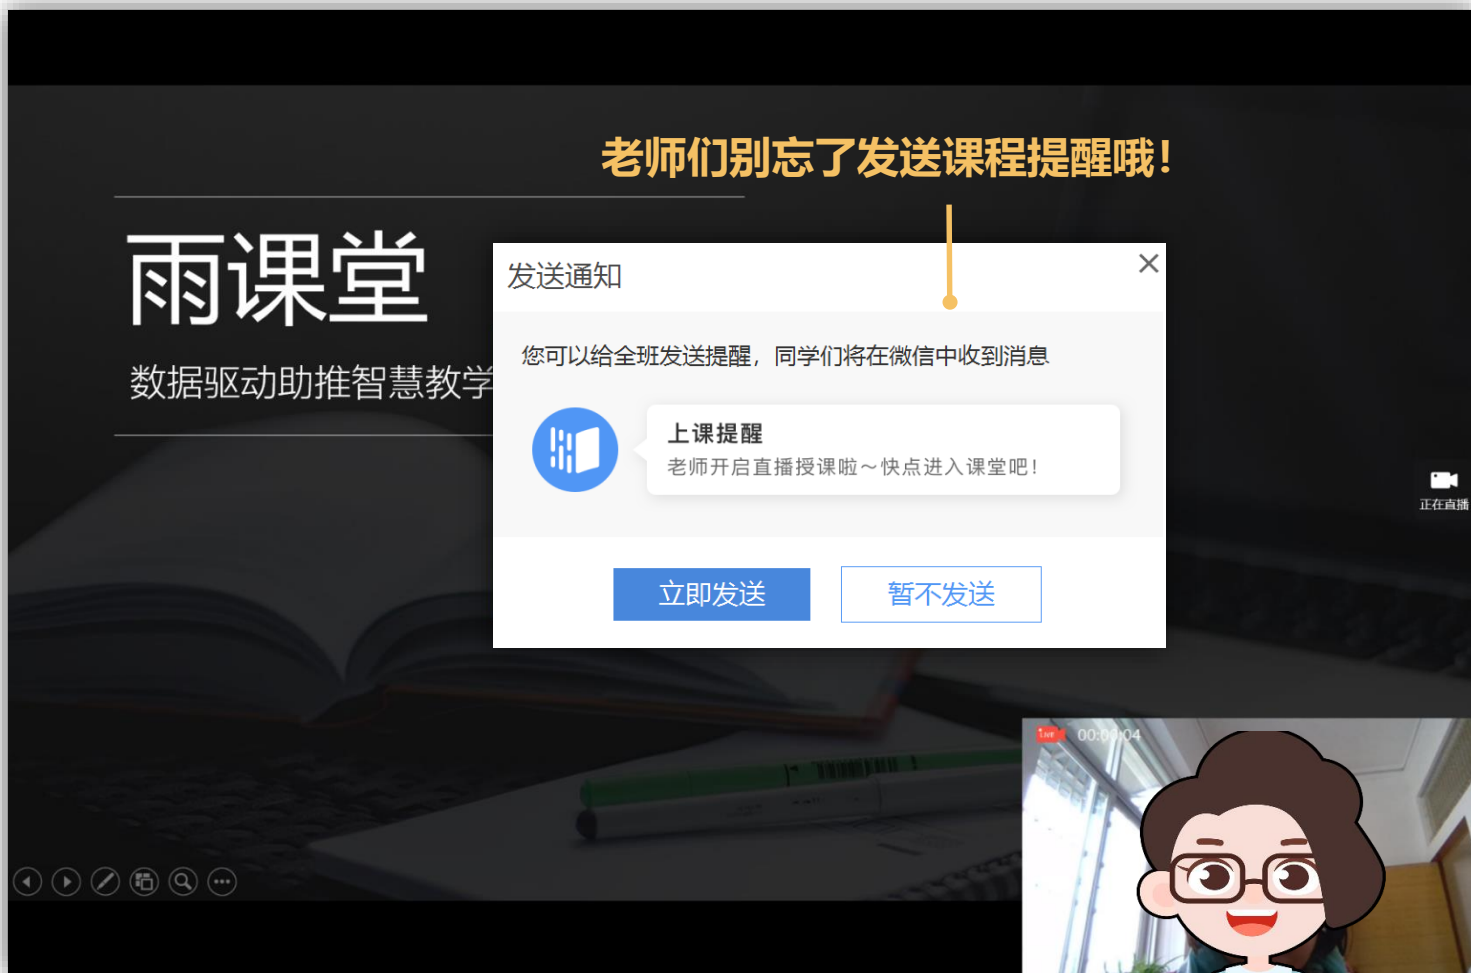 老师们别忘了发送课程提醒哦！
雨课堂
数据驱动助推智慧教学
发送通知
您可以给全班发送提醒，同学们将在微信中收到消息
上课提醒
老师开启直播授课啦～快点进入课堂吧！
立即发送
暂不发送
正在直播
LIVE